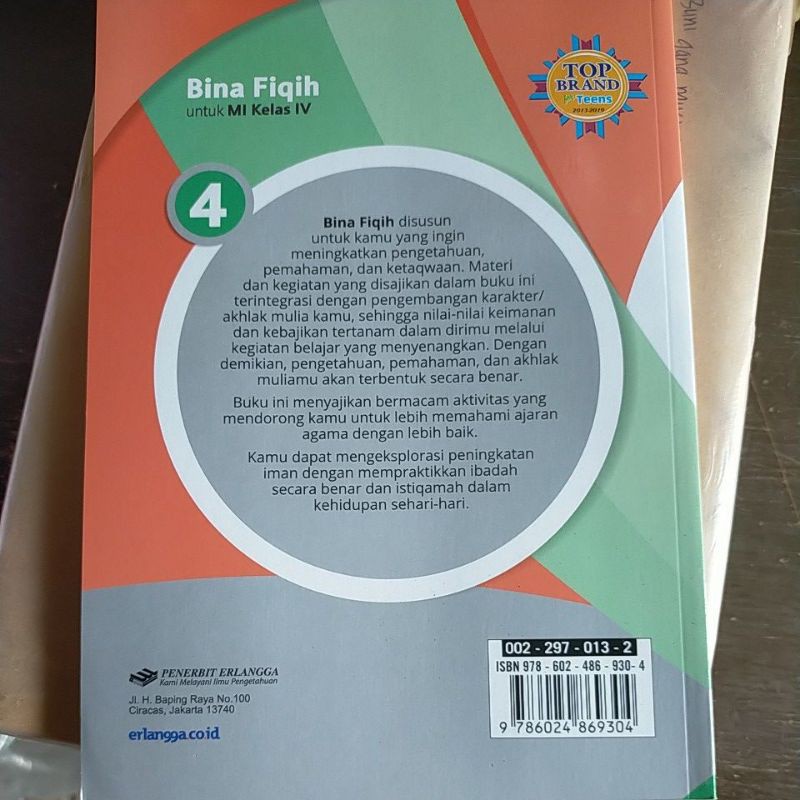 Bina Fiqih
untuk MI Kelas IV
TOP
BRAND
for Teens
2013-2019
4
Bina Fiqih disusun
untuk kamu yang ingin
meningkatkan pengetahuan,
pemahaman, dan ketaqwaan. Materi
dan kegiatan yang disajikan dalam buku ini
terintegrasi dengan pengembangan karakter/
akhlak mulia kamu, sehingga nilai-nilai keimanan
dan kebajikan tertanam dalam dirimu melalui
kegiatan belajar yang menyenangkan. Dengan
demikian, pengetahuan, pemahaman, dan akhlak
muliamu akan terbentuk secara benar.
Buku ini menyajikan bermacam aktivitas yang
mendorong kamu untuk lebih memahami ajaran
agama dengan lebih baik.
Kamu dapat mengeksplorasi peningkatan
iman dengan mempraktikkan ibadah
secara benar dan istiqamah dalam
kehidupan sehari-hari.
PENERBIT ERLANGGA
Kami Melayani Ilmu Pengetahuan
Jl. H. Baping Raya No.100
Ciracas, Jakarta 13740
erlangga.co.id
002 - 297 - 013 - 2
ISBN 978 - 602 - 486 - 930 - 4
9 786024 869304